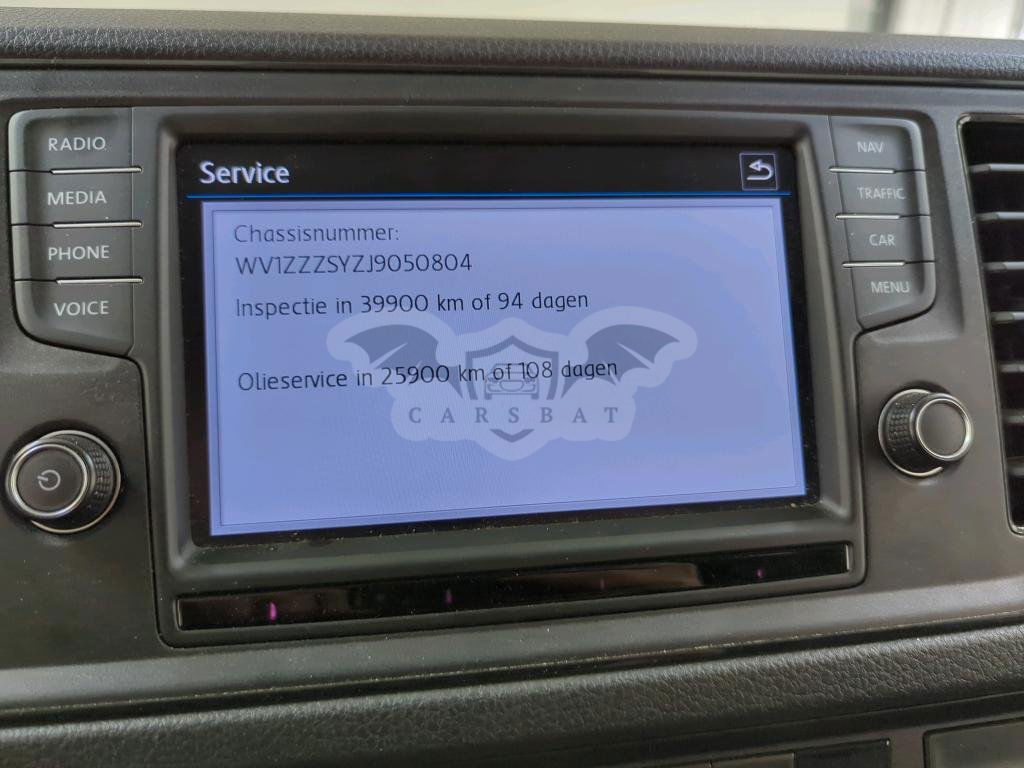 RADIO
MEDIA
PHONE
VOICE
Service
Chassisnummer:
WV1ZZZSYZJ9050804
Inspectie in 39900 km of 94 dagen
Olieservice in 25900 km of 108 dagen
CARSBAT
NAV
TRAFFIC
CAR
MENU